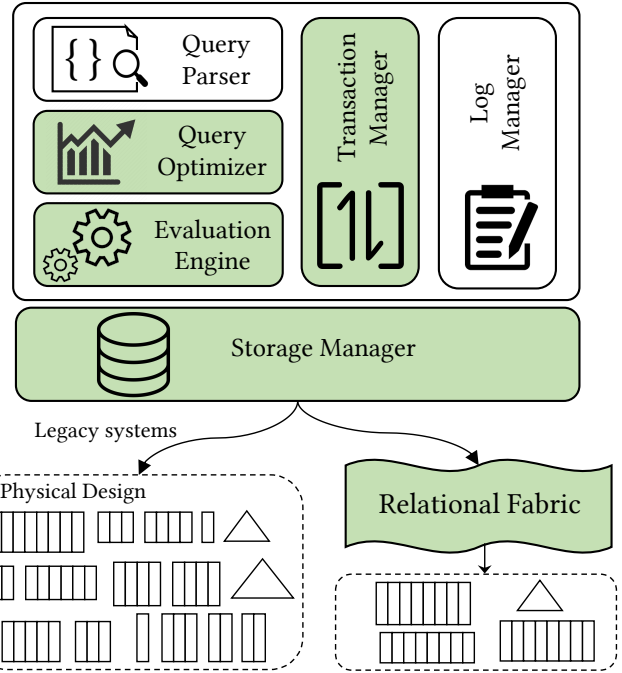 Query
Parser
Query
Optimizer
Evaluation
Engine
Transaction
Manager
Log
Manager
Storage Manager
Legacy systems
Physical Design
Relational Fabric